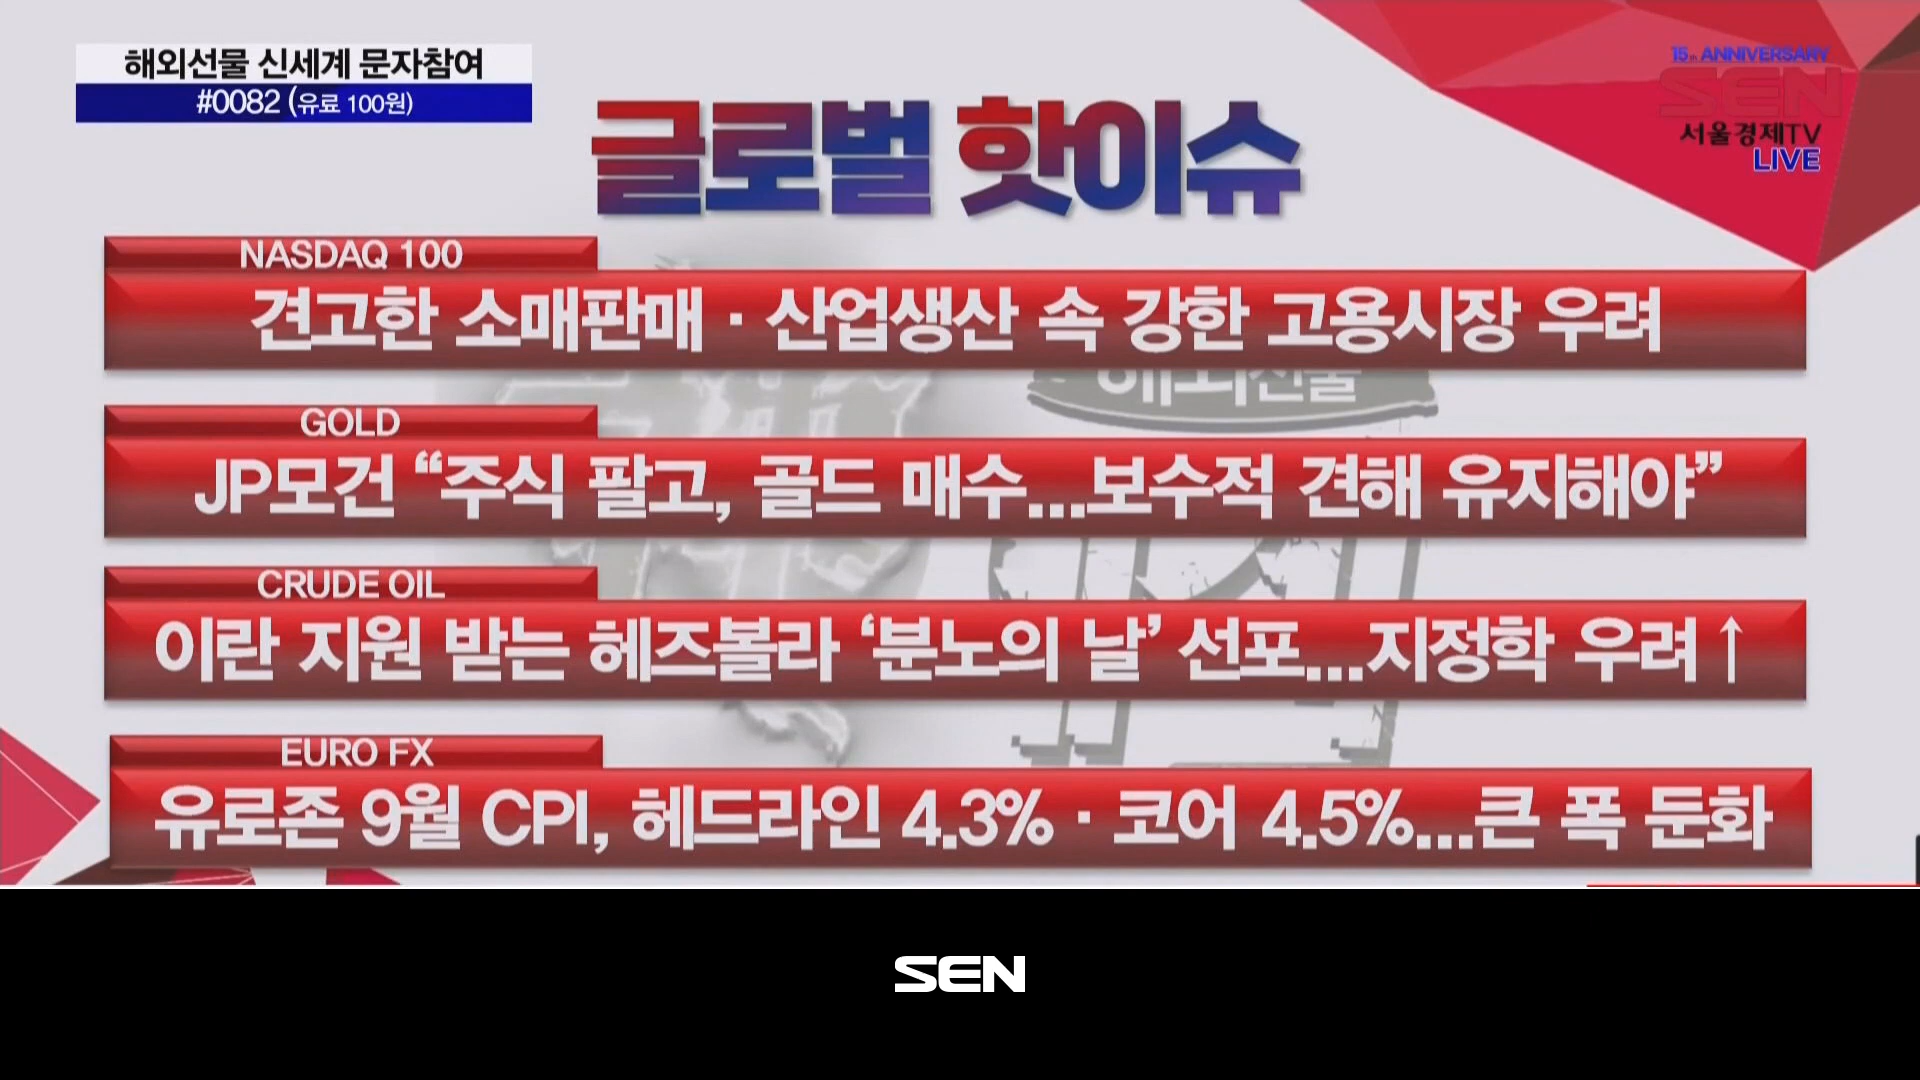 해외선물 신세계 문자참여
#0082 (유료 100원)
15th ANNIVERSARY
SEN
서울경제TV
LIVE
글로벌 핫이슈
NASDAQ 100
견고한 소매판매 · 산업생산 속 강한 고용시장 우려
해외선물
GOLD
JP모건 “주식 팔고, 골드 매수...보수적 견해 유지해야”
CRUDE OIL
이란 지원 받는 헤즈볼라 ‘분노의 날’ 선포...지정학 우려↑
EURO FX
유로존 9월 CPI, 헤드라인 4.3% · 코어 4.5%...큰 폭 둔화
SEN